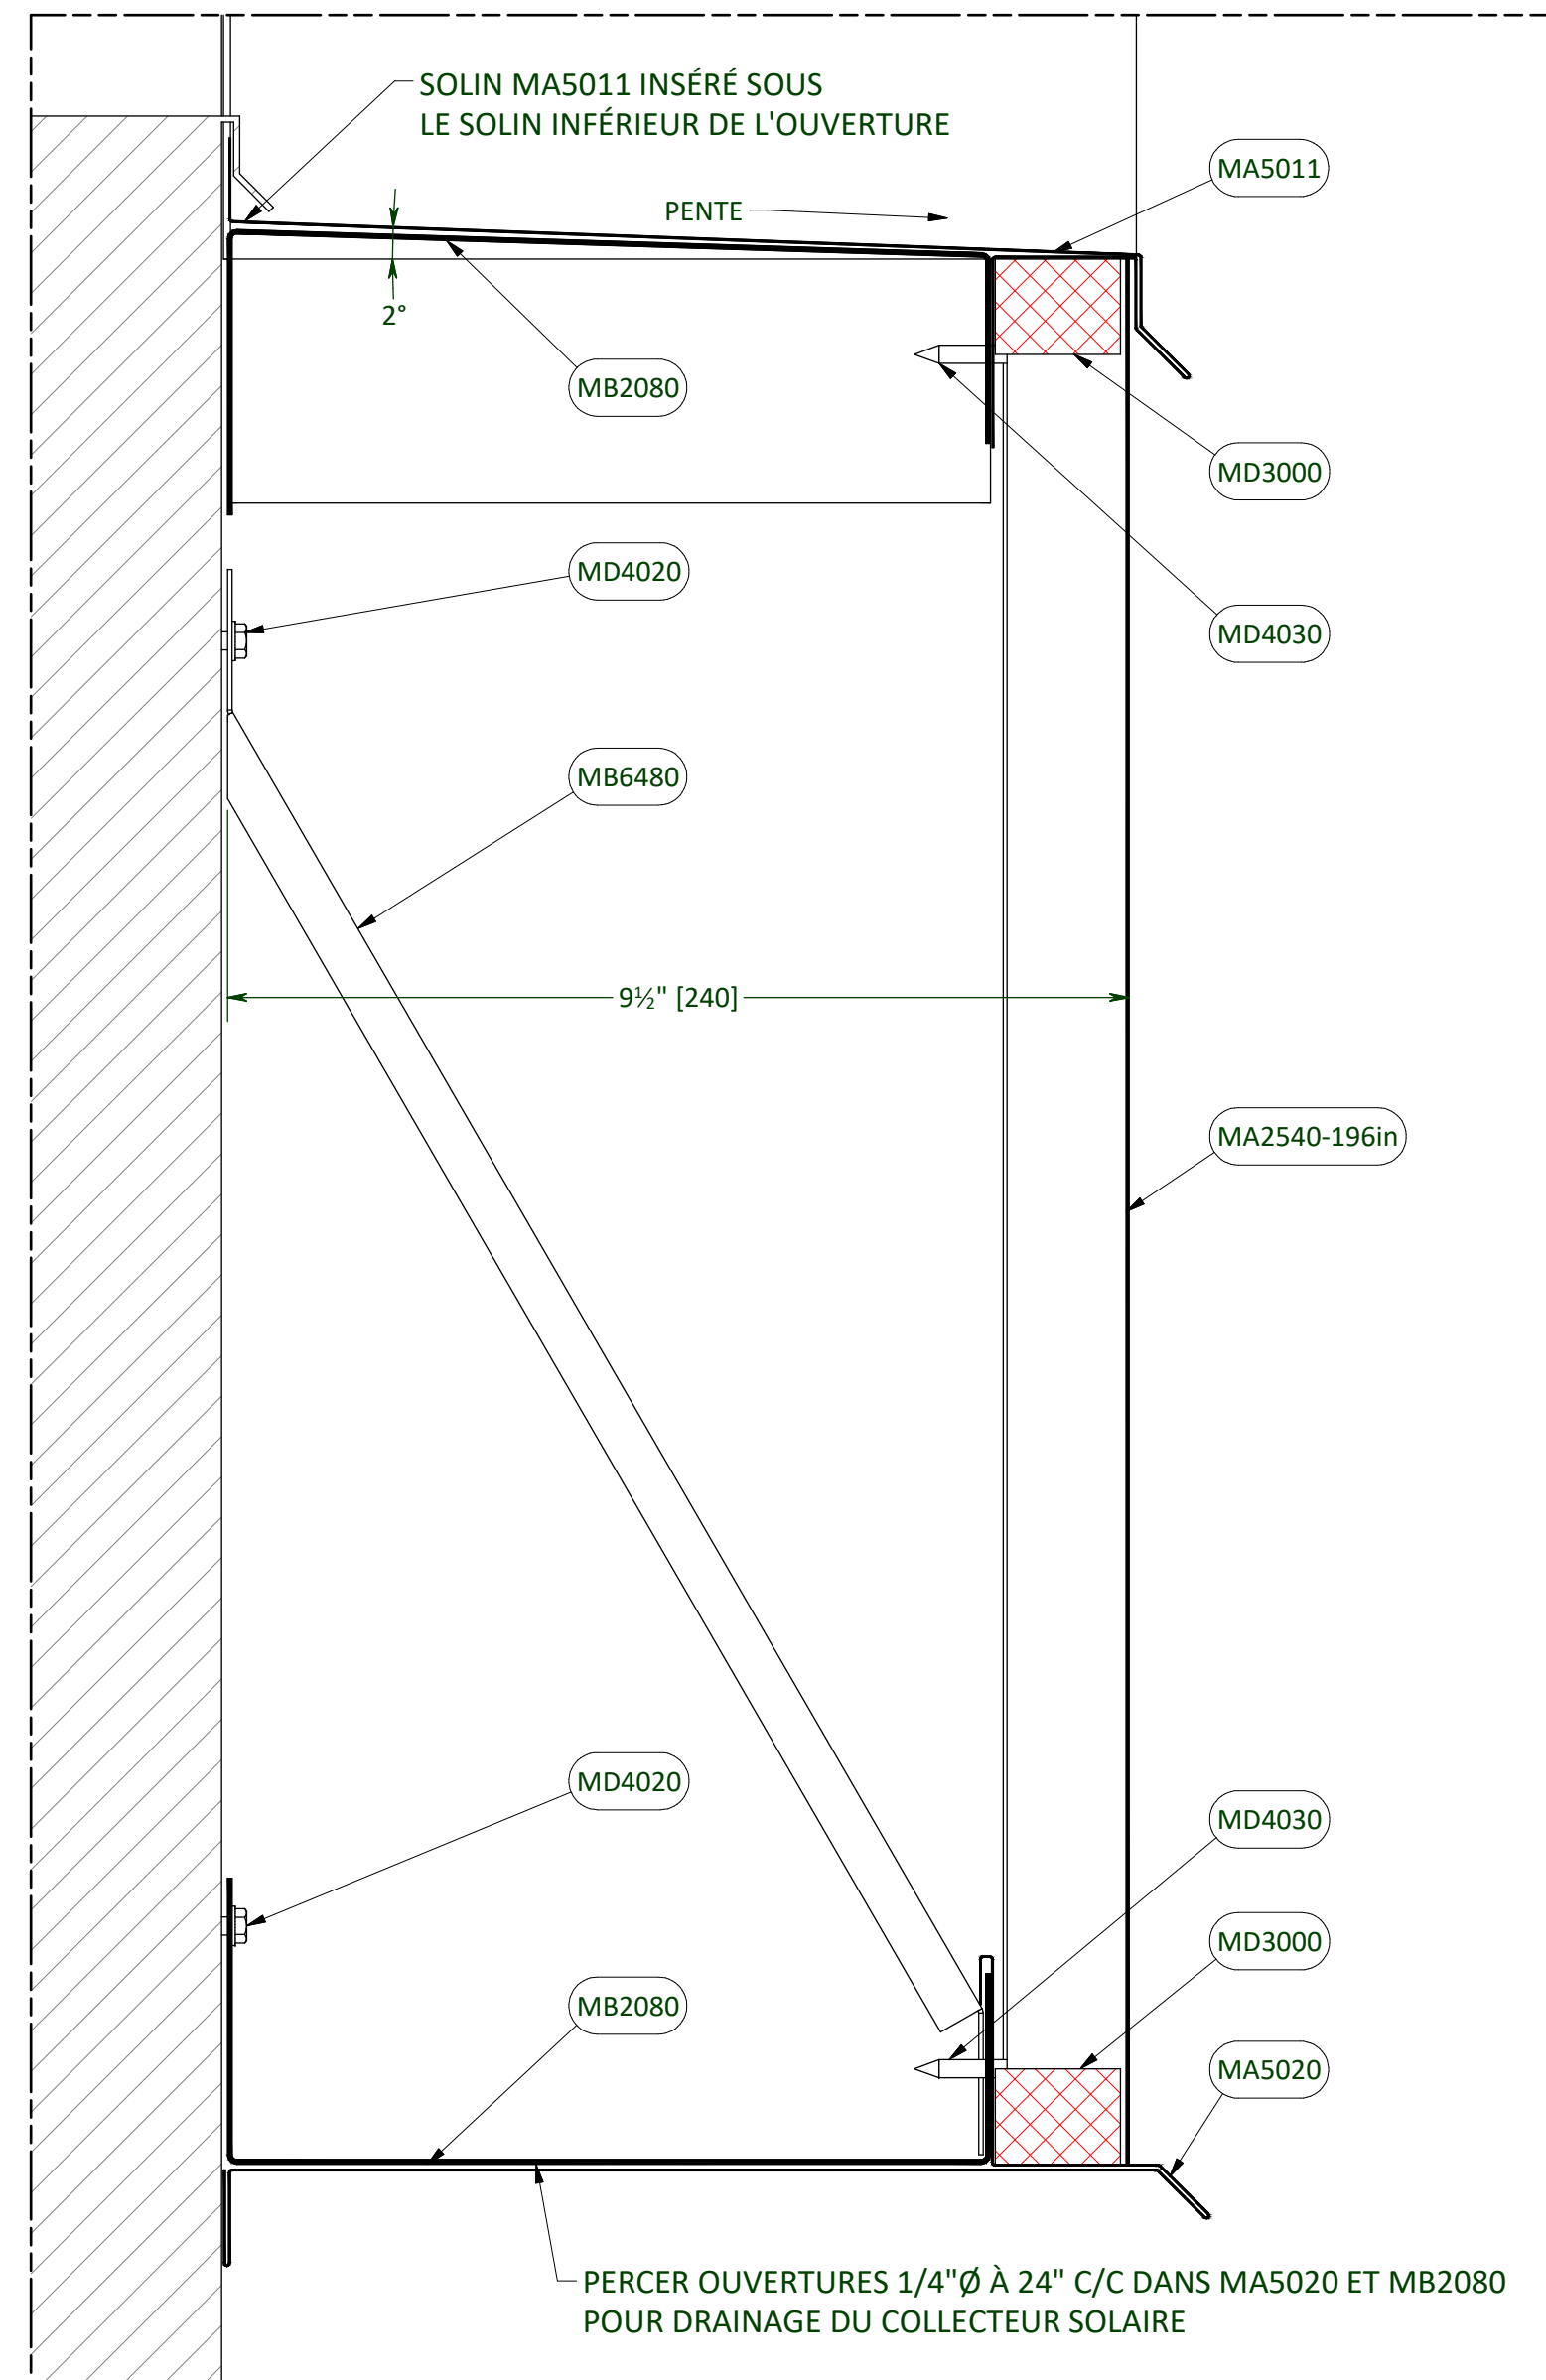 SOLIN MA5011 INSÉRÉ SOUS
LE SOLIN INFÉRIEUR DE L'OUVERTURE
MA5011
PENTE
2°
MB2080
MD3000
MD4020
MD4030
MB6480
9½" [240]
MA2540-196in
MD4020
MD4030
MD3000
MB2080
MA5020
PERCER OUVERTURES 1/4"Ø À 24" C/C DANS MA5020 ET MB2080
POUR DRAINAGE DU COLLECTEUR SOLAIRE